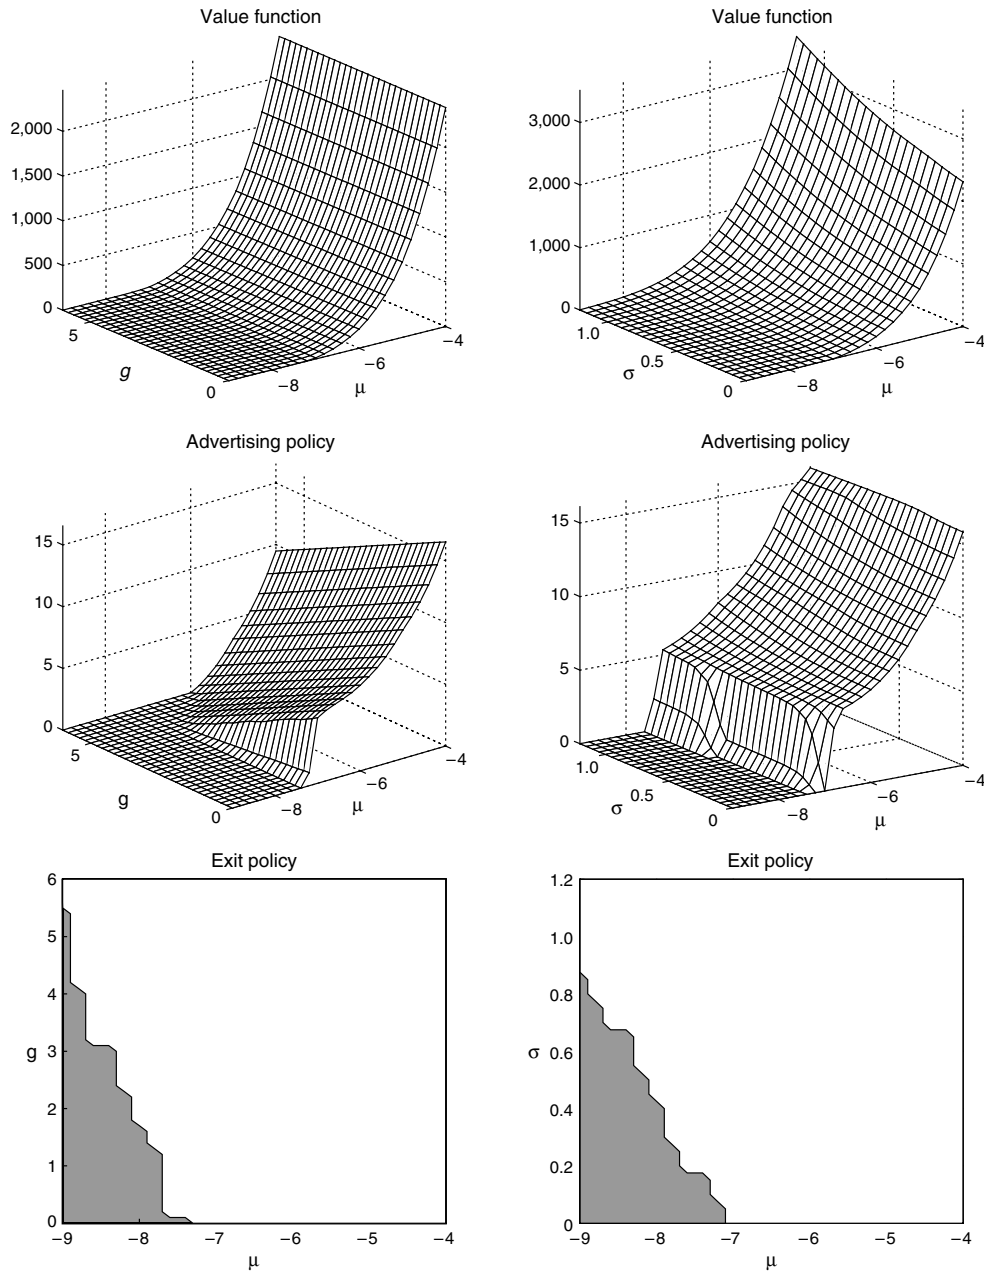 Value function
2,000
1,500
1,000
500
0
5
g
0
−8
μ
−6
−4
Value function
3,000
2,000
1,000
0
1.0
σ 0.5
0
−8
μ
−6
−4
Advertising policy
15
10
5
0
5
g
0
−8
μ
−6
−4
Advertising policy
15
10
5
0
1.0
σ 0.5
0
−8
μ
−6
−4
Exit policy
6
5
4
g 3
2
1
0
−9 −8 −7 −6 −5 −4
μ
Exit policy
1.2
1.0
0.8
σ 0.6
0.4
0.2
0
−9 −8 −7 −6 −5 −4
μ